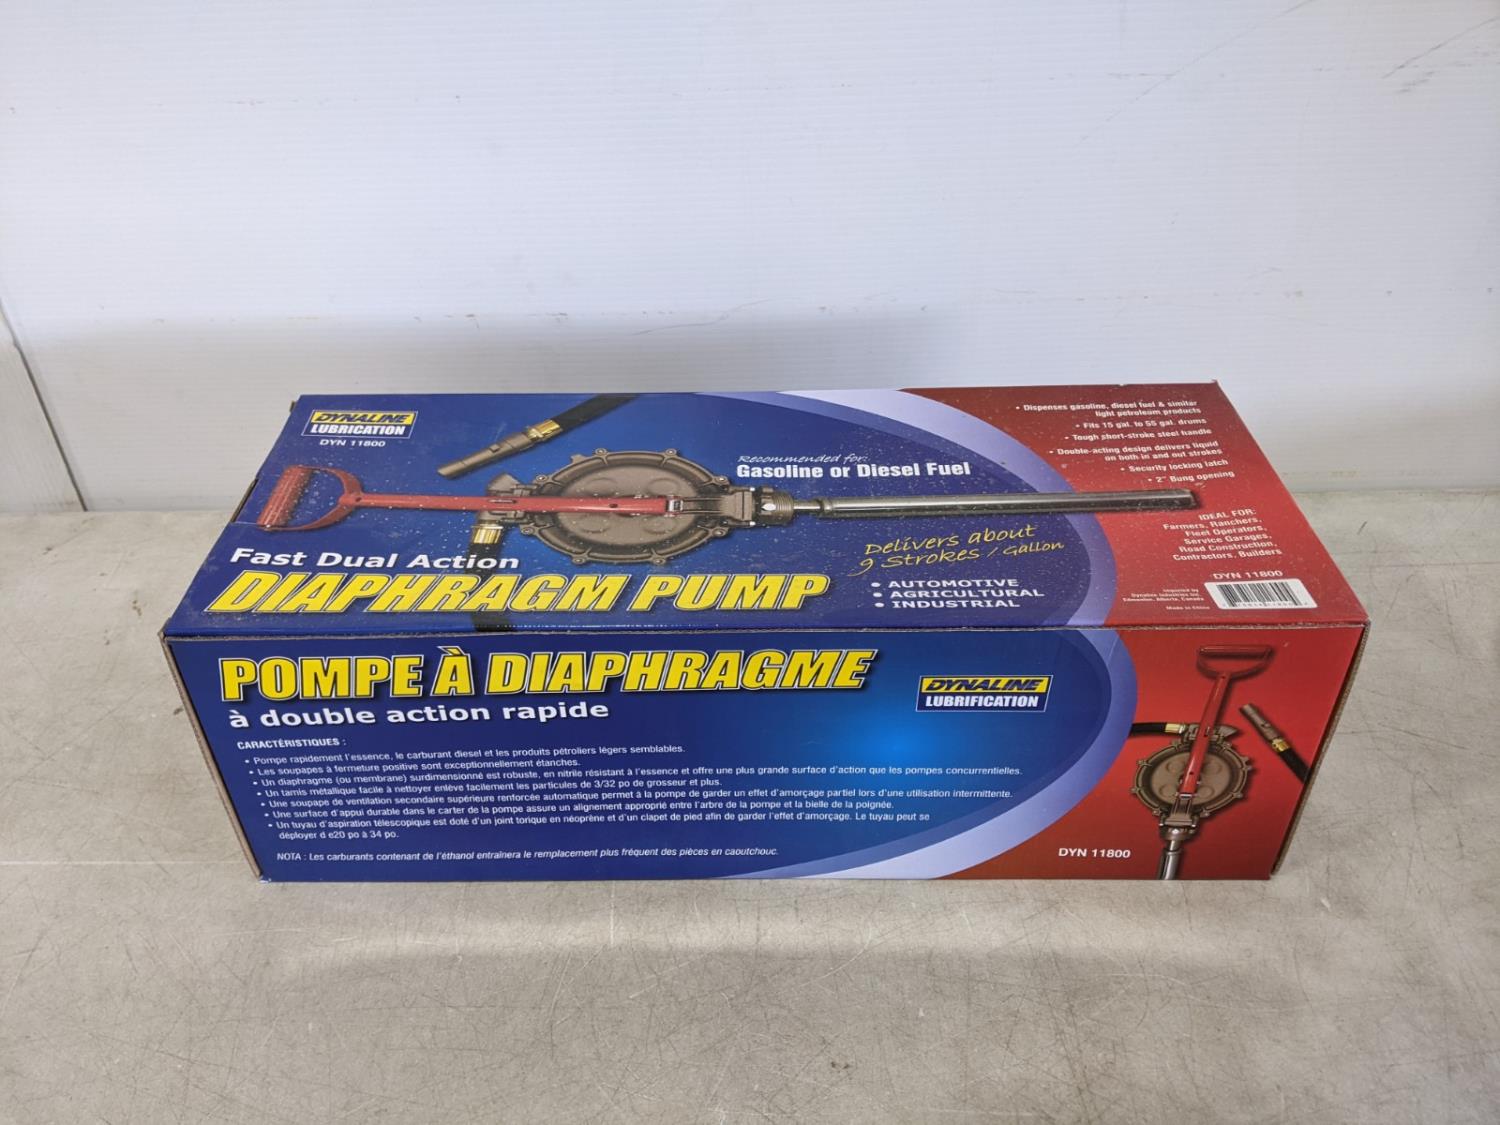 DYNALINE
LUBRICATION
DYN 11800
Recommended for:
Gasoline or Diesel Fuel
Fast Dual Action
DIAPHRAGM PUMP
Delivers about
9 Strokes / Gallon
• AUTOMOTIVE
• AGRICULTURAL
• INDUSTRIAL
• Dispenses gasoline, diesel fuel & similar
light petroleum products
• Fits 15 gal. to 55 gal. drums
• Tough short-stroke steel handle
• Double-acting design delivers liquid
on both in and out strokes
• Security locking latch
• 2" Bung opening
IDEAL FOR:
Farmers, Ranchers,
Fleet Operators,
Service Garages,
Road Construction,
Contractors, Builders
DYN 11800
Imported by
Dynaline Industries Inc.
Edmonton, Alberta, Canada
Made in China
POMPE À DIAPHRAGME
à double action rapide
DYNALINE
LUBRIFICATION
CARACTÉRISTIQUES :
• Pompe rapidement l'essence, le carburant diesel et les produits pétroliers légers semblables.
• Les soupapes à fermeture positive sont exceptionnellement étanches.
• Un diaphragme (ou membrane) surdimensionné est robuste, en nitrile résistant à l'essence et offre une plus grande surface d'action que les pompes concurrentielles.
• Un tamis métallique facile à nettoyer enlève facilement les particules de 3/32 po de grosseur et plus.
• Une soupape de ventilation secondaire supérieure renforcée automatique permet à la pompe de garder un effet d'amorçage partiel lors d'une utilisation intermittente.
• Une surface d'appui durable dans le carter de la pompe assure un alignement approprié entre l'arbre de la pompe et la bielle de la poignée.
• Un tuyau d'aspiration télescopique est doté d'un joint torique en néoprène et d'un clapet de pied afin de garder l'effet d'amorçage. Le tuyau peut se
déployer d e20 po à 34 po.
NOTA : Les carburants contenant de l'éthanol entraînera le remplacement plus fréquent des pièces en caoutchouc.
DYN 11800